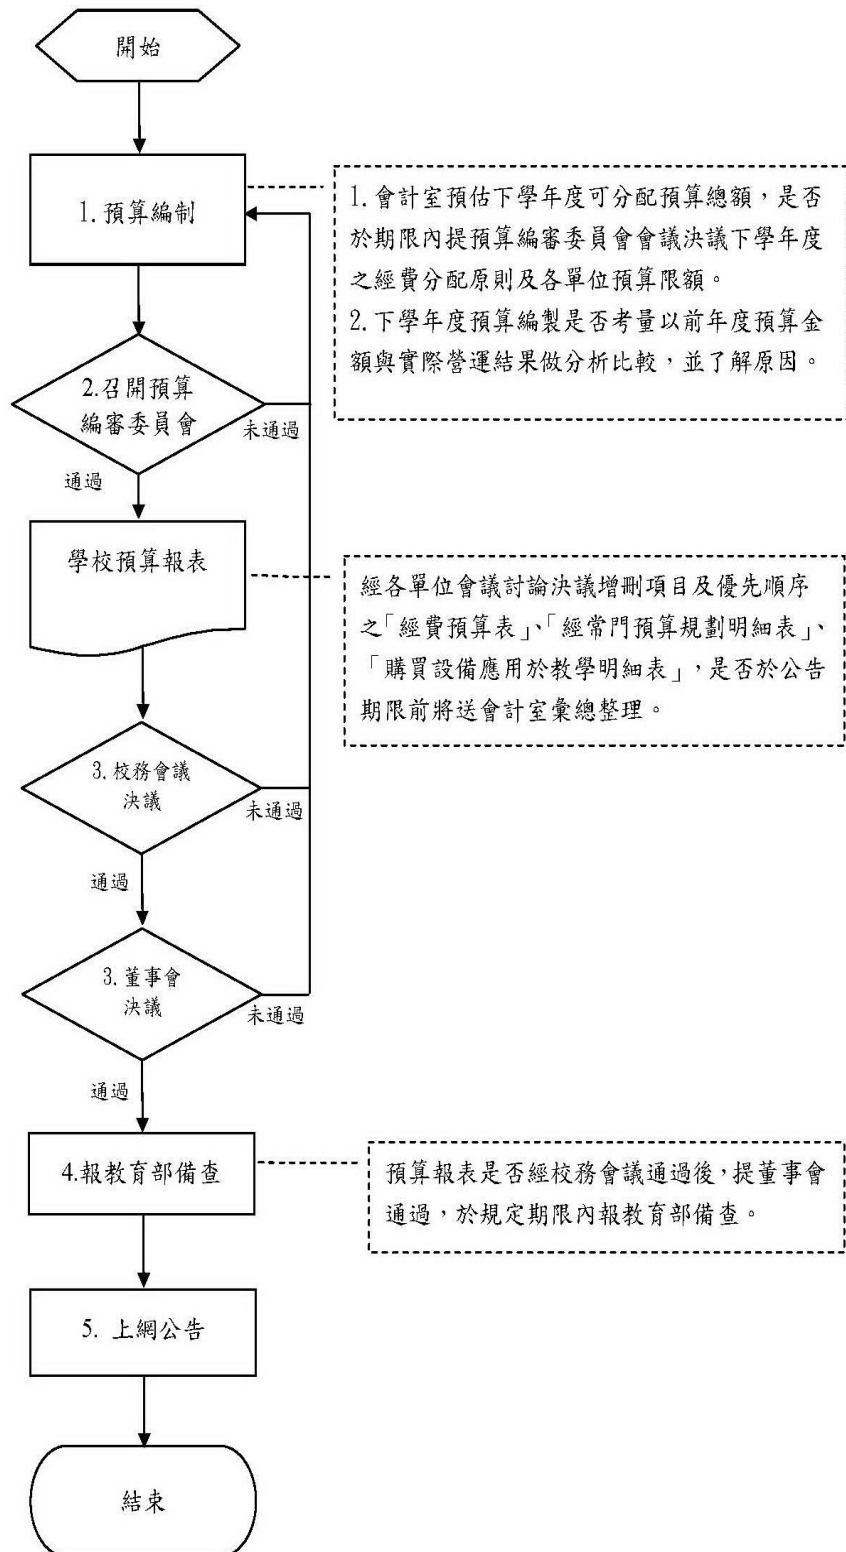 開始
1.預算編制
1.會計室預估下學年度可分配預算總額，是否
於期限內提預算編審委員會會議決議下學年度
之經費分配原則及各單位預算限額。
2.下學年度預算編製是否考量以前年度預算金
額與實際營運結果做分析比較，並了解原因。
2.召開預算
編審委員會
未通過
通過
學校預算報表
經各單位會議討論決議增刪項目及優先順序
之「經費預算表」、「經常門預算規劃明細表」、
「購買設備應用於教學明細表」，是否於公告
期限前將送會計室彙總整理。
3.校務會議
決議
未通過
通過
3.董事會
決議
未通過
通過
4.報教育部備查
預算報表是否經校務會議通過後，提董事會
通過，於規定期限內報教育部備查。
5. 上網公告
結束